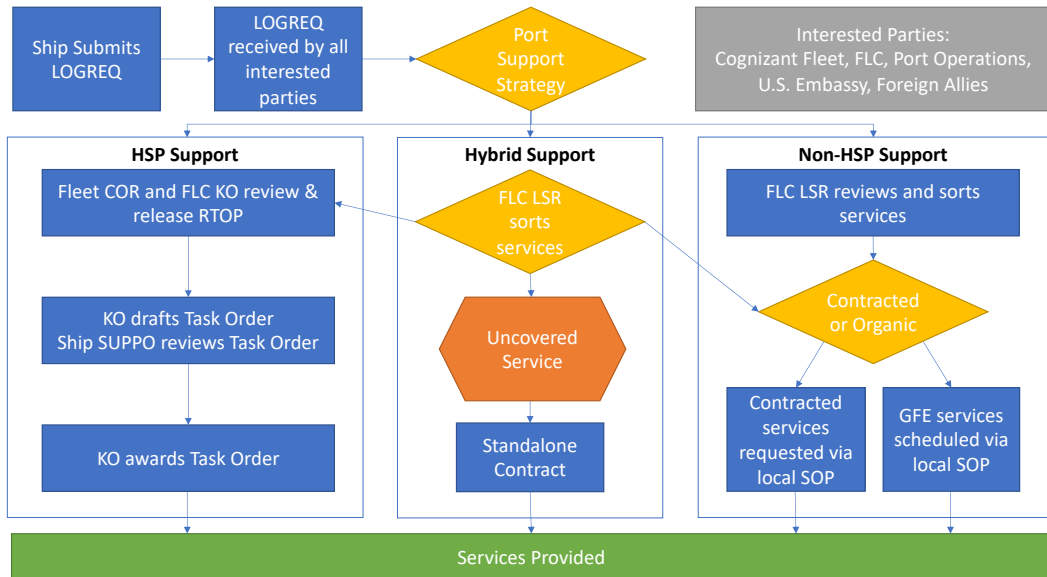 Ship Submits
LOGREQ
LOGREQ
received by all
interested
parties
Port
Support
Strategy
Interested Parties:
Cognizant Fleet, FLC, Port Operations,
U.S. Embassy, Foreign Allies
HSP Support
Fleet COR and FLC KO review &
release RTOP
KO drafts Task Order
Ship SUPPO reviews Task Order
KO awards Task Order
Hybrid Support
FLC LSR
sorts
services
Uncovered
Service
Standalone
Contract
Non-HSP Support
FLC LSR reviews and sorts
services
Contracted
or Organic
Contracted
services
requested via
local SOP
GFE services
scheduled via
local SOP
Services Provided